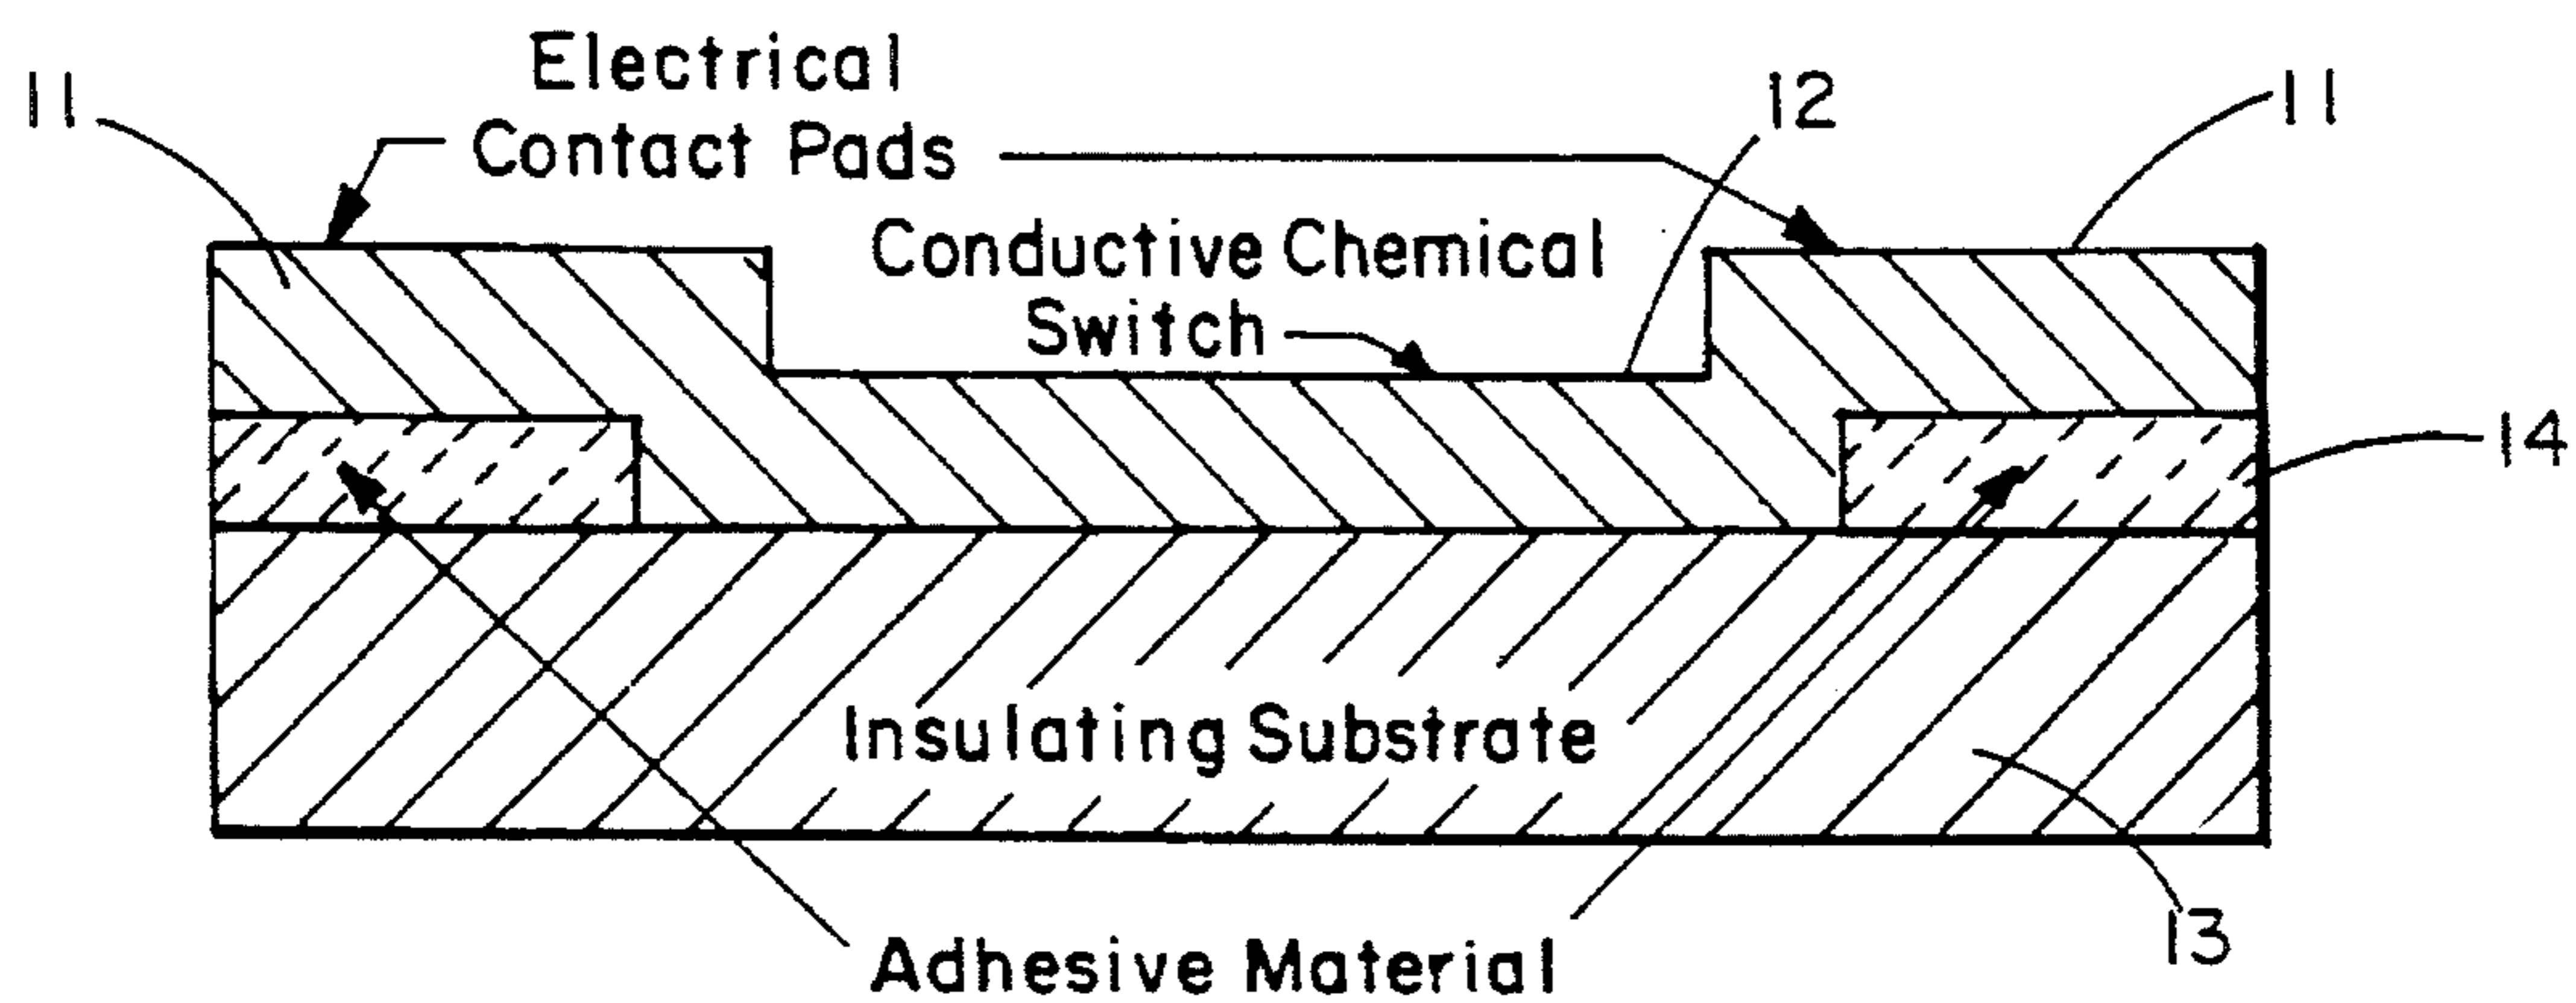 Electrical
11
12
11
Contact Pads
Conductive Chemical
Switch
14
Insulating Substrate
13
Adhesive Material